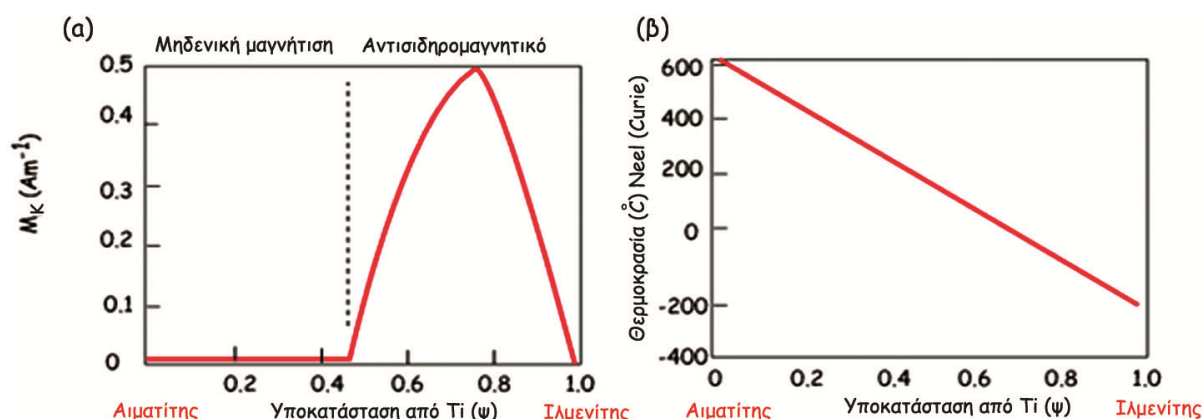 (α)
Μηδενική μαγνήτιση
Αντισιδηρομαγνητικό
0.5
0.4
0.3
0.2
0.1
0
M_K (Am⁻¹)
0.2
0.4
0.6
0.8
1.0
Αιματίτης
Υποκατάσταση από Ti (ψ)
Ιλμενίτης
(β)
600
400
200
0
-200
-400
Θερμοκρασία (C̊) Neel (Curie)
0
0.2
0.4
0.6
0.8
1.0
Αιματίτης
Υποκατάσταση από Ti (ψ)
Ιλμενίτης